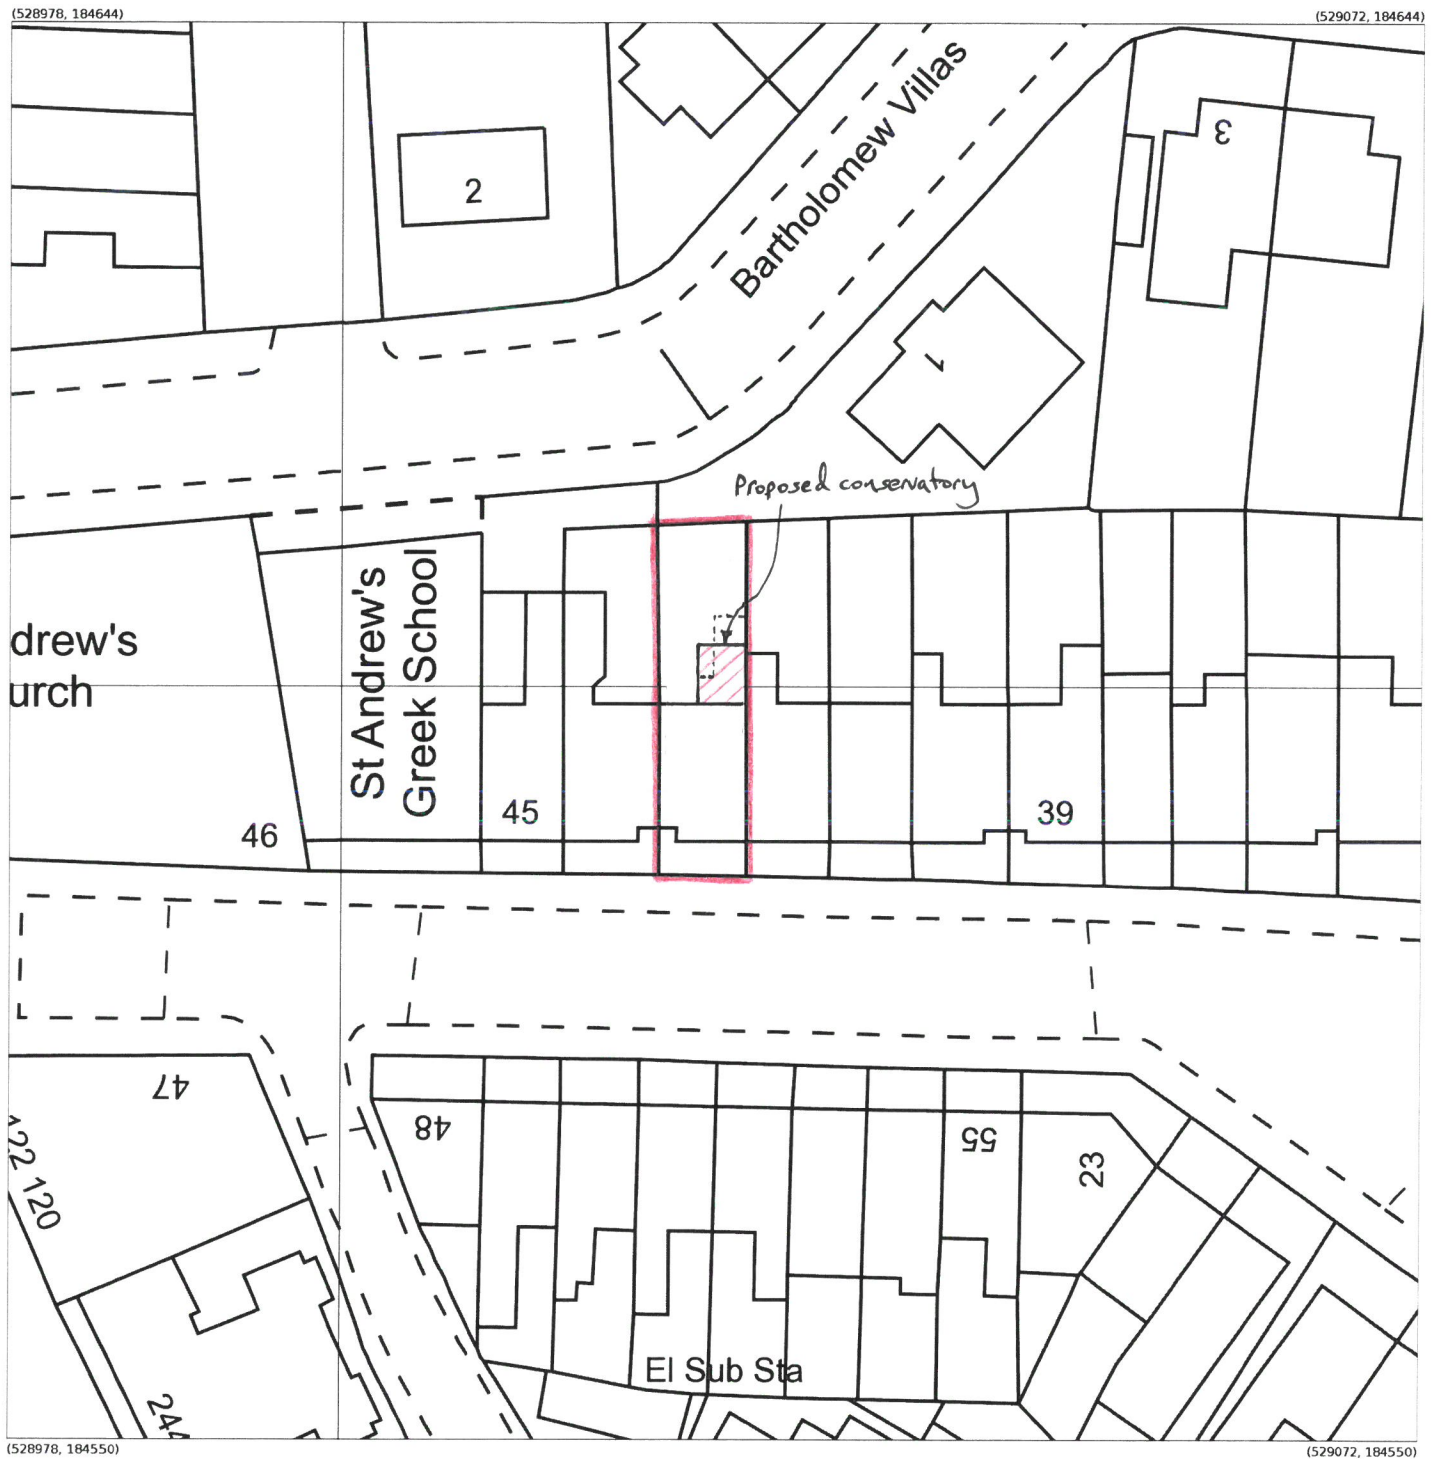 (528978, 184644)
(529072, 184644)
Bartholomew Villas
3
2
1
Proposed conservatory
St Andrew's
Greek School
drew's
urch
45
39
46
47
48
55
23
120
El Sub Sta
(528978, 184550)
(529072, 184550)